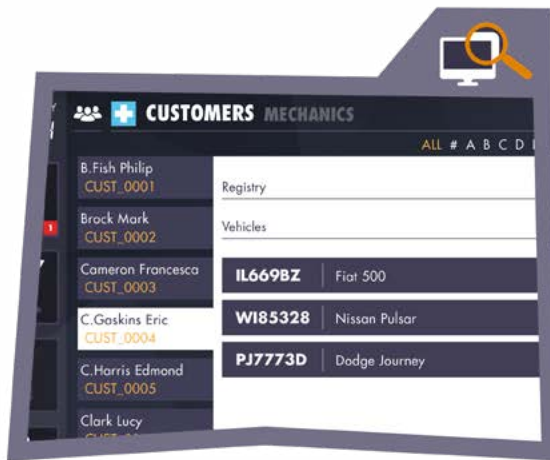 CUSTOMERS MECHANICS
ALL # A B C D
B.Fish Philip
CUST_0001
Brock Mark
CUST_0002
Cameron Francesca
CUST_0003
C.Gaskins Eric
CUST_0004
C.Harris Edmond
CUST_0005
Clark Lucy
Registry
Vehicles
IL669BZ Fiat 500
WI85328 Nissan Pulsar
PJ7773D Dodge Journey
1